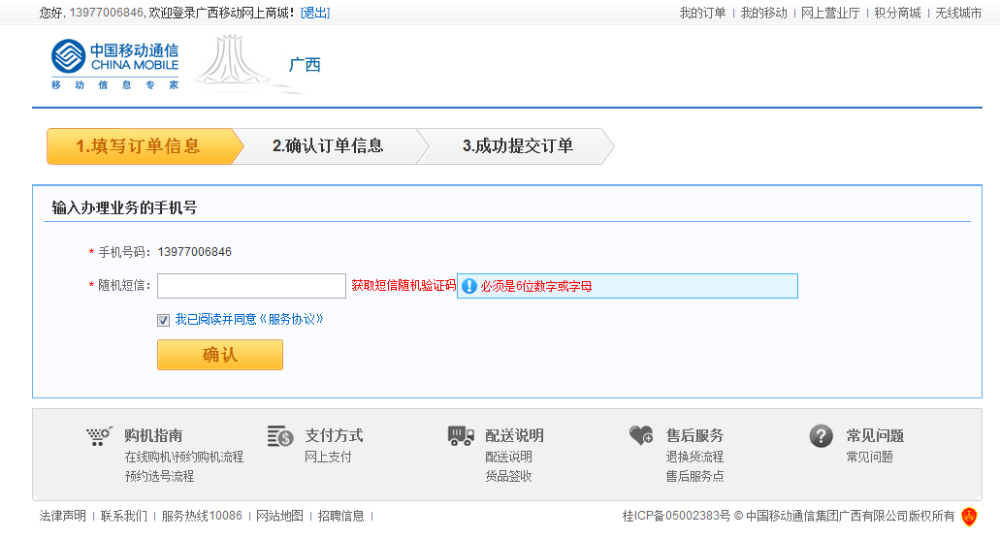 您好, 13977006846, 欢迎登录广西移动网上商城! [退出]
我的订单 | 我的移动 | 网上营业厅 | 积分商城 | 无线城市
中国移动通信
CHINA MOBILE
移动信息专家
广西
1.填写订单信息
2.确认订单信息
3.成功提交订单
输入办理业务的手机号
* 手机号码: 13977006846
* 随机短信: 获取短信随机验证码 必须是6位数字或字母
我已阅读并同意《服务协议》
确认
购机指南
在线购机\预约购机流程
预约选号流程
支付方式
网上支付
配送说明
配送说明
货品签收
售后服务
退换货流程
售后服务点
常见问题
常见问题
法律声明 | 联系我们 | 服务热线10086 | 网站地图 | 招聘信息 |
桂ICP备05002383号 © 中国移动通信集团广西有限公司版权所有